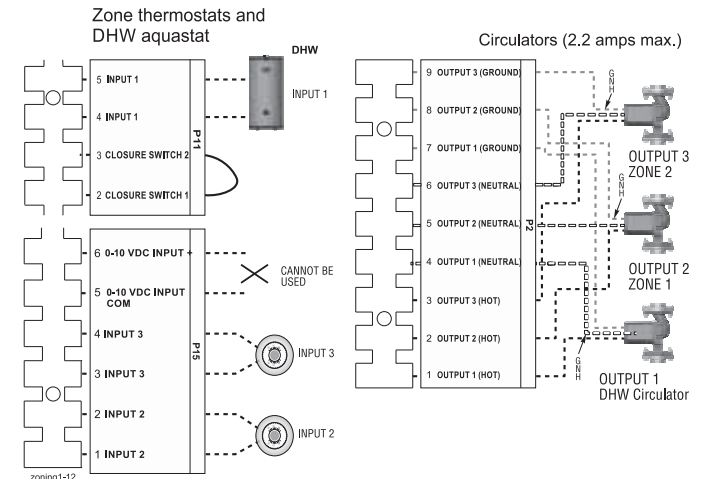 Zone thermostats and
DHW aquastat
DHW
INPUT 1
5 INPUT 1
4 INPUT 1
3 CLOSURE SWITCH 2
2 CLOSURE SWITCH 1
P11
6 0-10 VDC INPUT +
5 0-10 VDC INPUT
COM
4 INPUT 3
3 INPUT 3
2 INPUT 2
1 INPUT 2
P15
CANNOT BE
USED
INPUT 3
INPUT 2
zoning1-12
Circulators (2.2 amps max.)
9 OUTPUT 3 (GROUND)
8 OUTPUT 2 (GROUND)
7 OUTPUT 1 (GROUND)
6 OUTPUT 3 (NEUTRAL)
5 OUTPUT 2 (NEUTRAL)
4 OUTPUT 1 (NEUTRAL)
3 OUTPUT 3 (HOT)
2 OUTPUT 2 (HOT)
1 OUTPUT 1 (HOT)
P2
G
N
H
OUTPUT 3
ZONE 2
G
N
H
OUTPUT 2
ZONE 1
G
N
H
OUTPUT 1
DHW Circulator